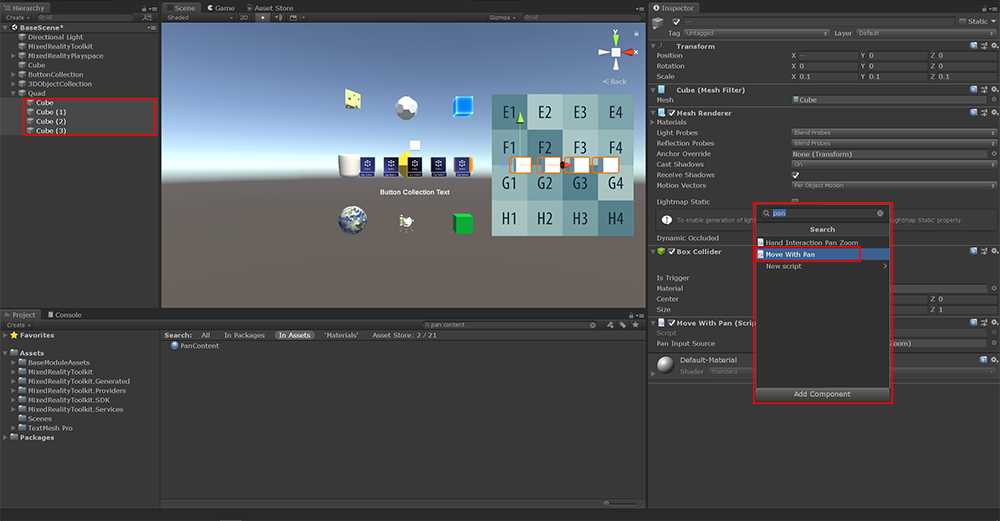 Hierarchy
Create
All
BaseScene*
Directional Light
MixedRealityToolkit
MixedRealityPlayspace
Cube
ButtonCollection
3DObjectCollection
Quad
Cube
Cube (1)
Cube (2)
Cube (3)
Scene Game Asset Store
Shaded 2D Gizmos All
y
x
Back
E1 E2 E3 E4
F1 F2 F3 F4
G1 G2 G3 G4
H1 H2 H3 H4
Button Collection Text
Project Console
Create
pan content
Favorites
Assets
BaseModuleAssets
MixedRealityToolkit
MixedRealityToolkit.Generated
MixedRealityToolkit.Providers
MixedRealityToolkit.SDK
MixedRealityToolkit.Services
Scenes
TextMesh Pro
Packages
Search: All In Packages In Assets 'Materials' Asset Store: 2 / 21
PanContent
Inspector
— Static
Tag Untagged Layer Default
Transform
Position X — Y 0 Z 0
Rotation X 0 Y 0 Z 0
Scale X 0.1 Y 0.1 Z 0.1
Cube (Mesh Filter)
Mesh Cube
Mesh Renderer
Materials
Light Probes Blend Probes
Reflection Probes Blend Probes
Anchor Override None (Transform)
Cast Shadows On
Receive Shadows
Motion Vectors Per Object Motion
Lightmap Static
To enable generation of ligh
ightmap Static' property.
Dynamic Occluded
Box Collider
Is Trigger
Material
Center Z 0
Size Z 1
Move With Pan (Scrip
Script
Pan Input Source oom)
Default-Material
Shader Standard
pan
Search
Hand Interaction Pan Zoom
Move With Pan
New script
Add Component